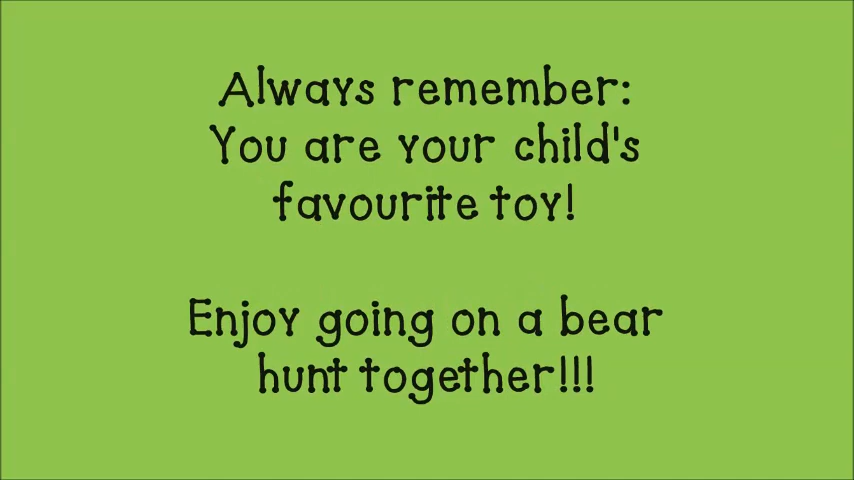 Always remember:
You are your child's
favourite toy!
Enjoy going on a bear
hunt together!!!